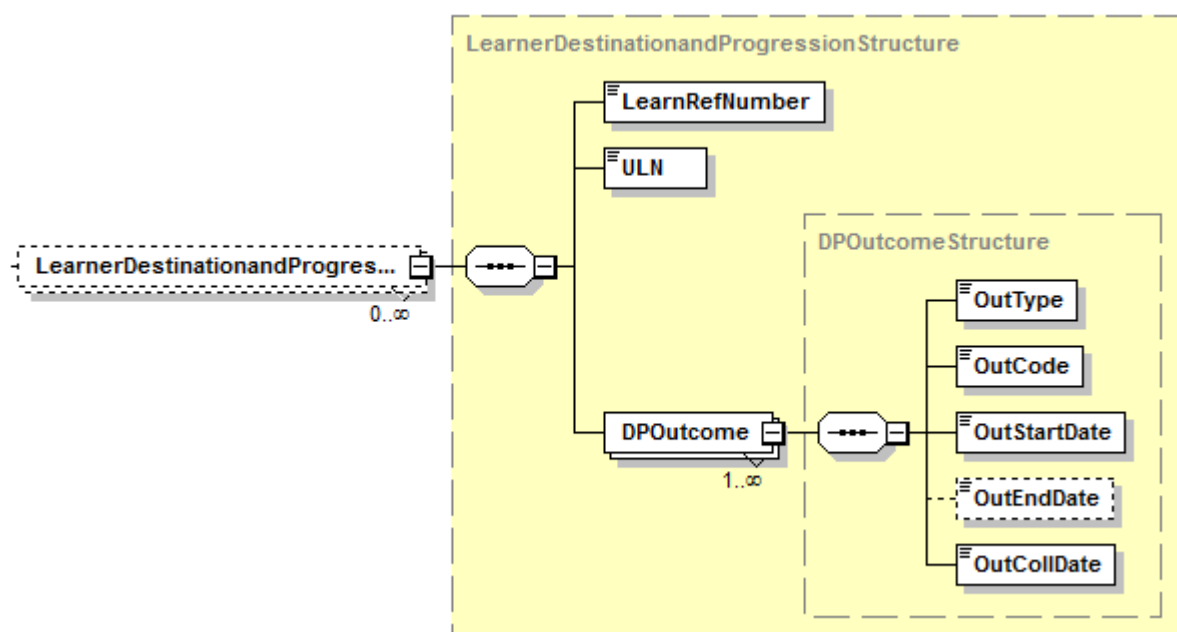 LearnerDestinationandProgressionStructure
LearnRefNumber
ULN
LearnerDestinationandProgres...
0..∞
DPOutcomeStructure
OutType
OutCode
DPOutcome
1..∞
OutStartDate
OutEndDate
OutCollDate